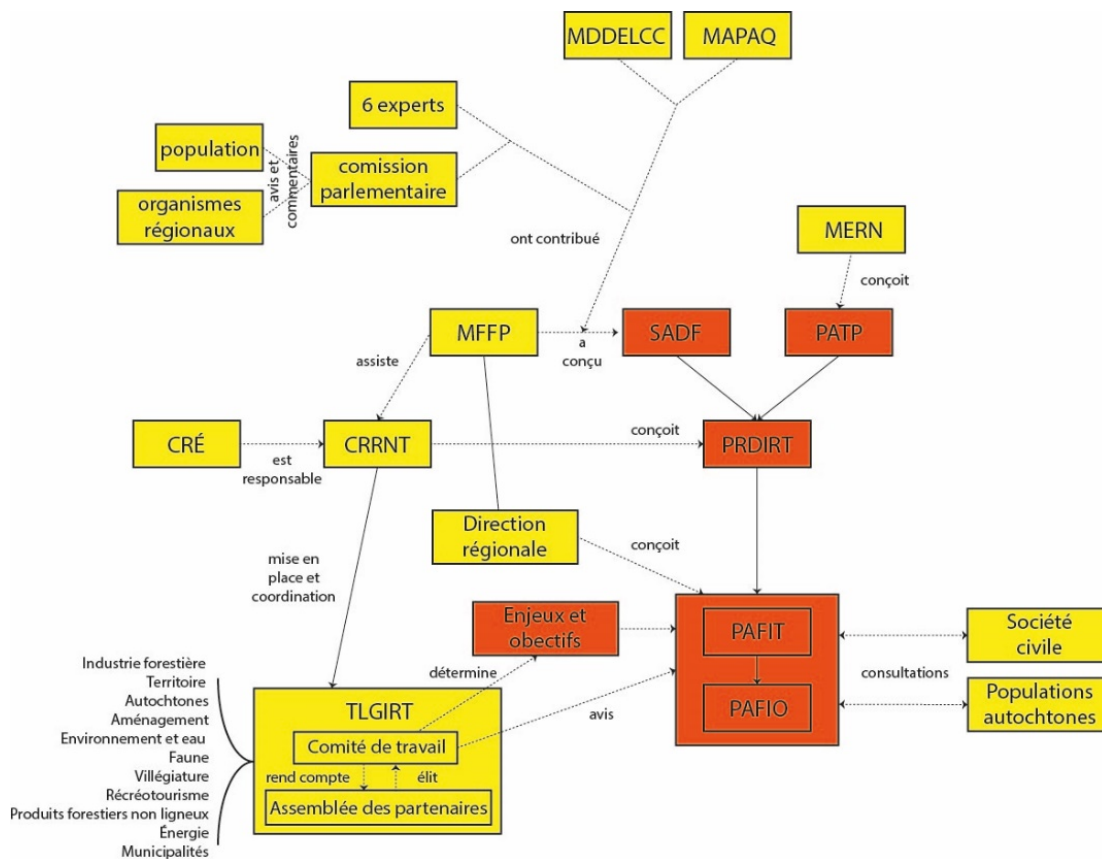 MDDELCC
MAPAQ
6 experts
population
avis et
commentaires
comission
parlementaire
organismes
régionaux
ont contribué
MERN
conçoit
MFFP
a
conçu
SADF
PATP
assiste
CRÉ
est
responsable
CRRNT
conçoit
PRDIRT
Direction
régionale
conçoit
mise en
place et
coordination
Enjeux et
obectifs
PAFIT
PAFIO
Société
civile
consultations
Populations
autochtones
détermine
avis
Industrie forestière
Territoire
Autochtones
Aménagement
Environnement et eau
Faune
Villégiature
Récréotourisme
Produits forestiers non ligneux
Énergie
Municipalités
TLGIRT
Comité de travail
rend compte
élit
Assemblée des partenaires